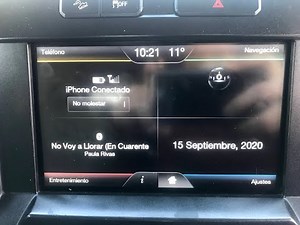 OFF
Teléfono
10:21 11°
Navegación
iPhone Conectado
No molestar
No Voy a Llorar (En Cuarente
Paula Rivas
15 Septiembre, 2020
Entretenimiento
i
Ajustes